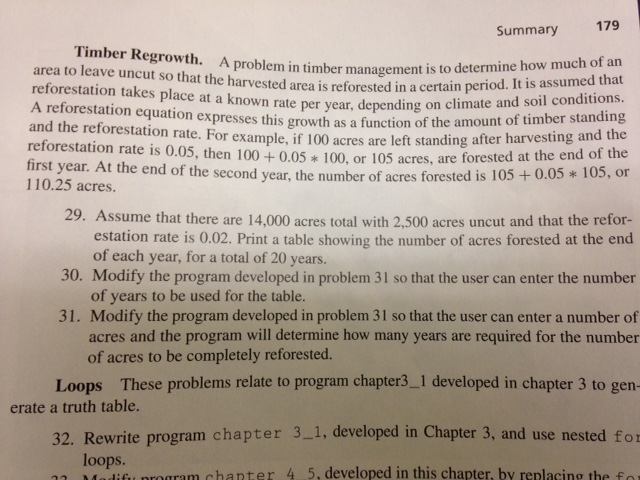 Summary 179
Timber Regrowth. A problem in timber management is to determine how much of an
area to leave uncut so that the harvested area is reforested in a certain period. It is assumed that
reforestation takes place at a known rate per year, depending on climate and soil conditions.
A reforestation equation expresses this growth as a function of the amount of timber standing
and the reforestation rate. For example, if 100 acres are left standing after harvesting and the
reforestation rate is 0.05, then 100 + 0.05 * 100, or 105 acres, are forested at the end of the
first year. At the end of the second year, the number of acres forested is 105 + 0.05 * 105, or
110.25 acres.
29. Assume that there are 14,000 acres total with 2,500 acres uncut and that the refor-
estation rate is 0.02. Print a table showing the number of acres forested at the end
of each year, for a total of 20 years.
30. Modify the program developed in problem 31 so that the user can enter the number
of years to be used for the table.
31. Modify the program developed in problem 31 so that the user can enter a number of
acres and the program will determine how many years are required for the number
of acres to be completely reforested.
Loops These problems relate to program chapter3_1 developed in chapter 3 to gen-
erate a truth table.
32. Rewrite program chapter 3_1, developed in Chapter 3, and use nested for
loops.
33. Modify program chapter 4_5, developed in this chapter, by replacing the